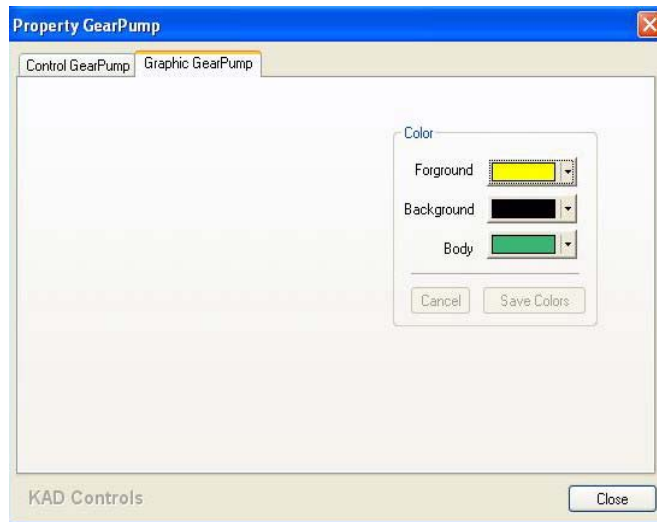 Property GearPump
Control GearPump
Graphic GearPump
Color
Forground
Background
Body
Cancel
Save Colors
KAD Controls
Close